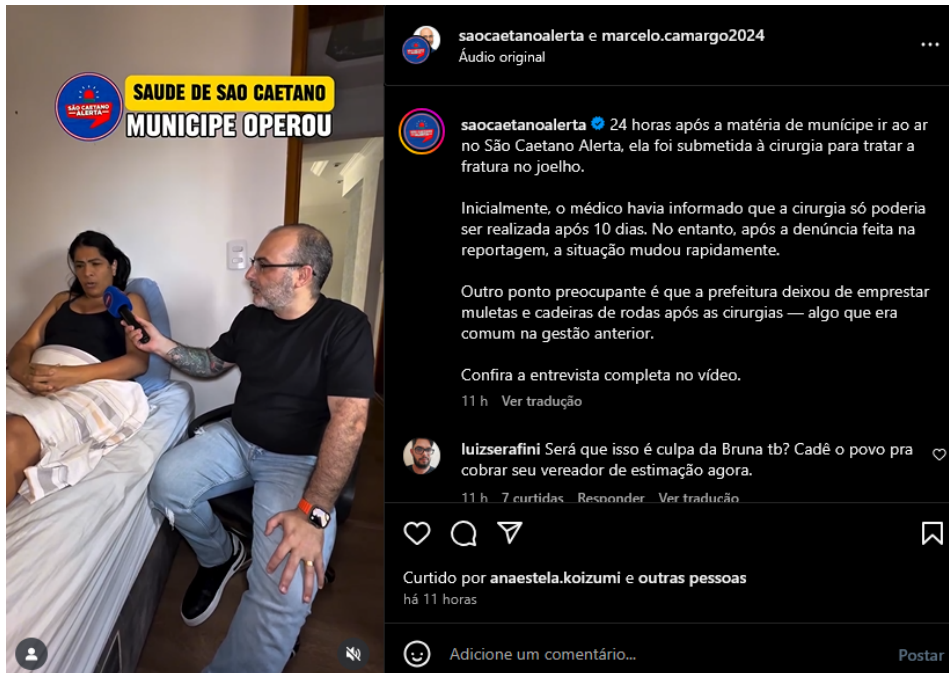 SAUDE DE SAO CAETANO
MUNICIPE OPEROU
SÃO CAETANO
ALERTA
saocaetanoalerta e marcelo.camargo2024
Áudio original
saocaetanoalerta 24 horas após a matéria de munícipe ir ao ar
no São Caetano Alerta, ela foi submetida à cirurgia para tratar a
fratura no joelho.
Inicialmente, o médico havia informado que a cirurgia só poderia
ser realizada após 10 dias. No entanto, após a denúncia feita na
reportagem, a situação mudou rapidamente.
Outro ponto preocupante é que a prefeitura deixou de emprestar
muletas e cadeiras de rodas após as cirurgias — algo que era
comum na gestão anterior.
Confira a entrevista completa no vídeo.
11 h Ver tradução
luizserafini Será que isso é culpa da Bruna tb? Cadê o povo pra
cobrar seu vereador de estimação agora.
11 h 7 curtidas Responder Ver tradução
Curtido por anaestela.koizumi e outras pessoas
há 11 horas
Adicione um comentário...
Postar